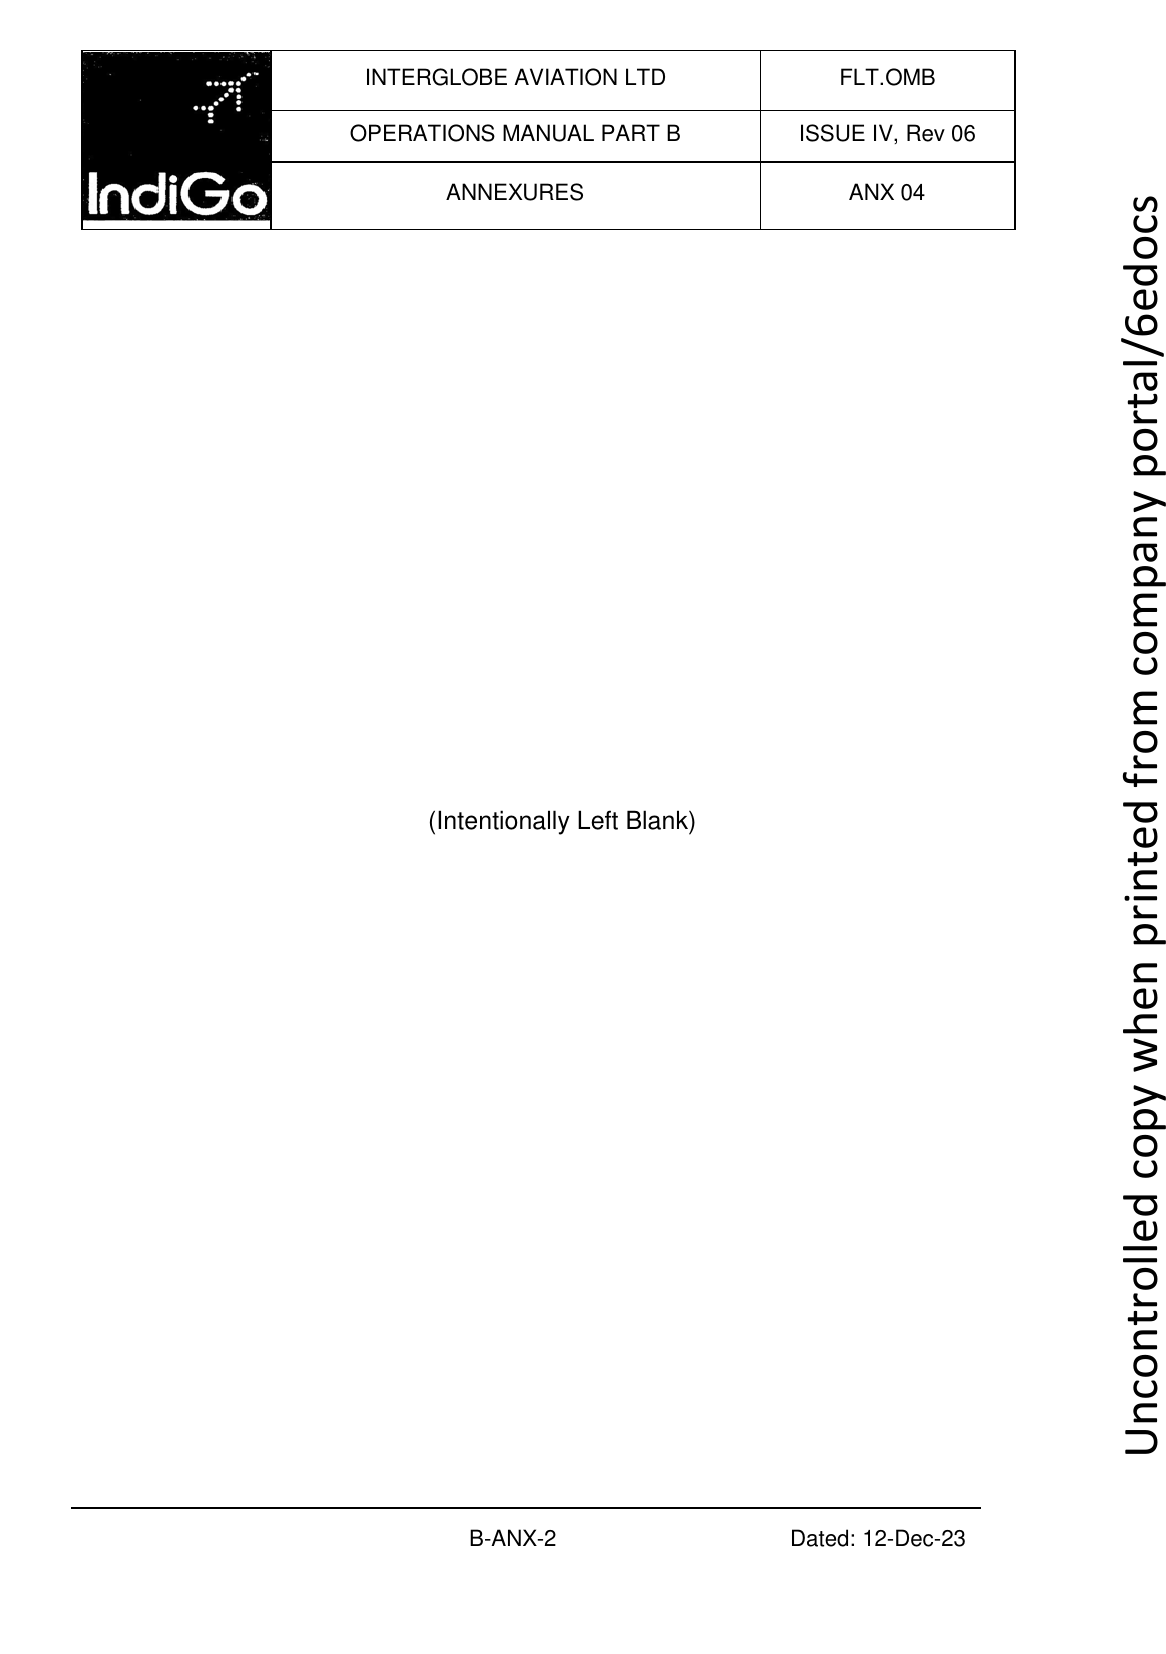 IndiGo
INTERGLOBE AVIATION LTD
FLT.OMB
OPERATIONS MANUAL PART B
ISSUE IV, Rev 06
ANNEXURES
ANX 04
(Intentionally Left Blank)
B-ANX-2
Dated: 12-Dec-23
Uncontrolled copy when printed from company portal/6edocs